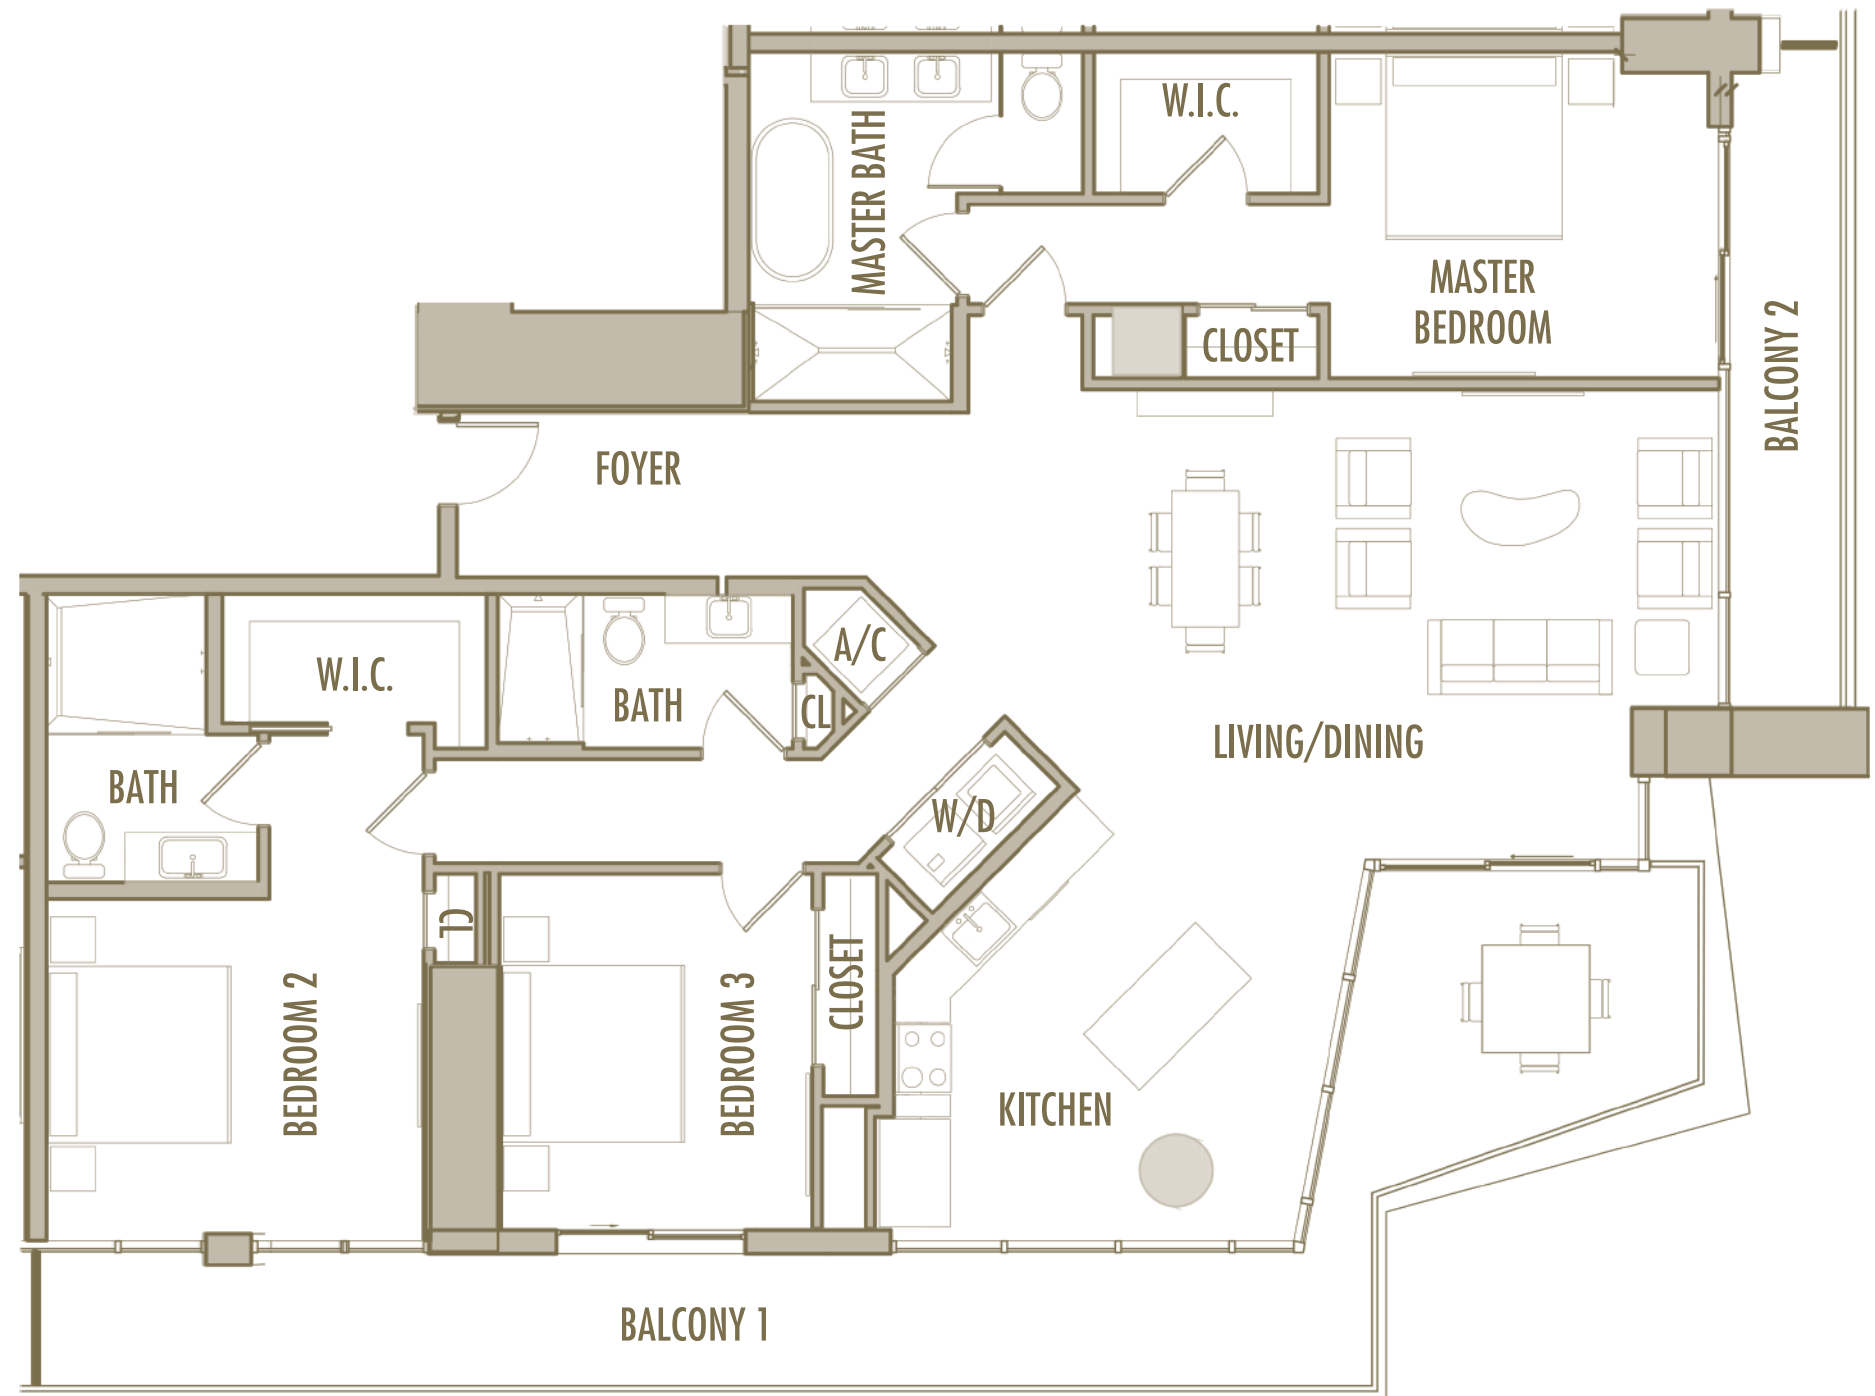 W.I.C.
MASTER BATH
MASTER
BEDROOM
CLOSET
BALCONY 2
FOYER
A/C
W.I.C.
BATH
CL
LIVING/DINING
BATH
W/D
CL
CLOSET
BEDROOM 2
BEDROOM 3
KITCHEN
BALCONY 1